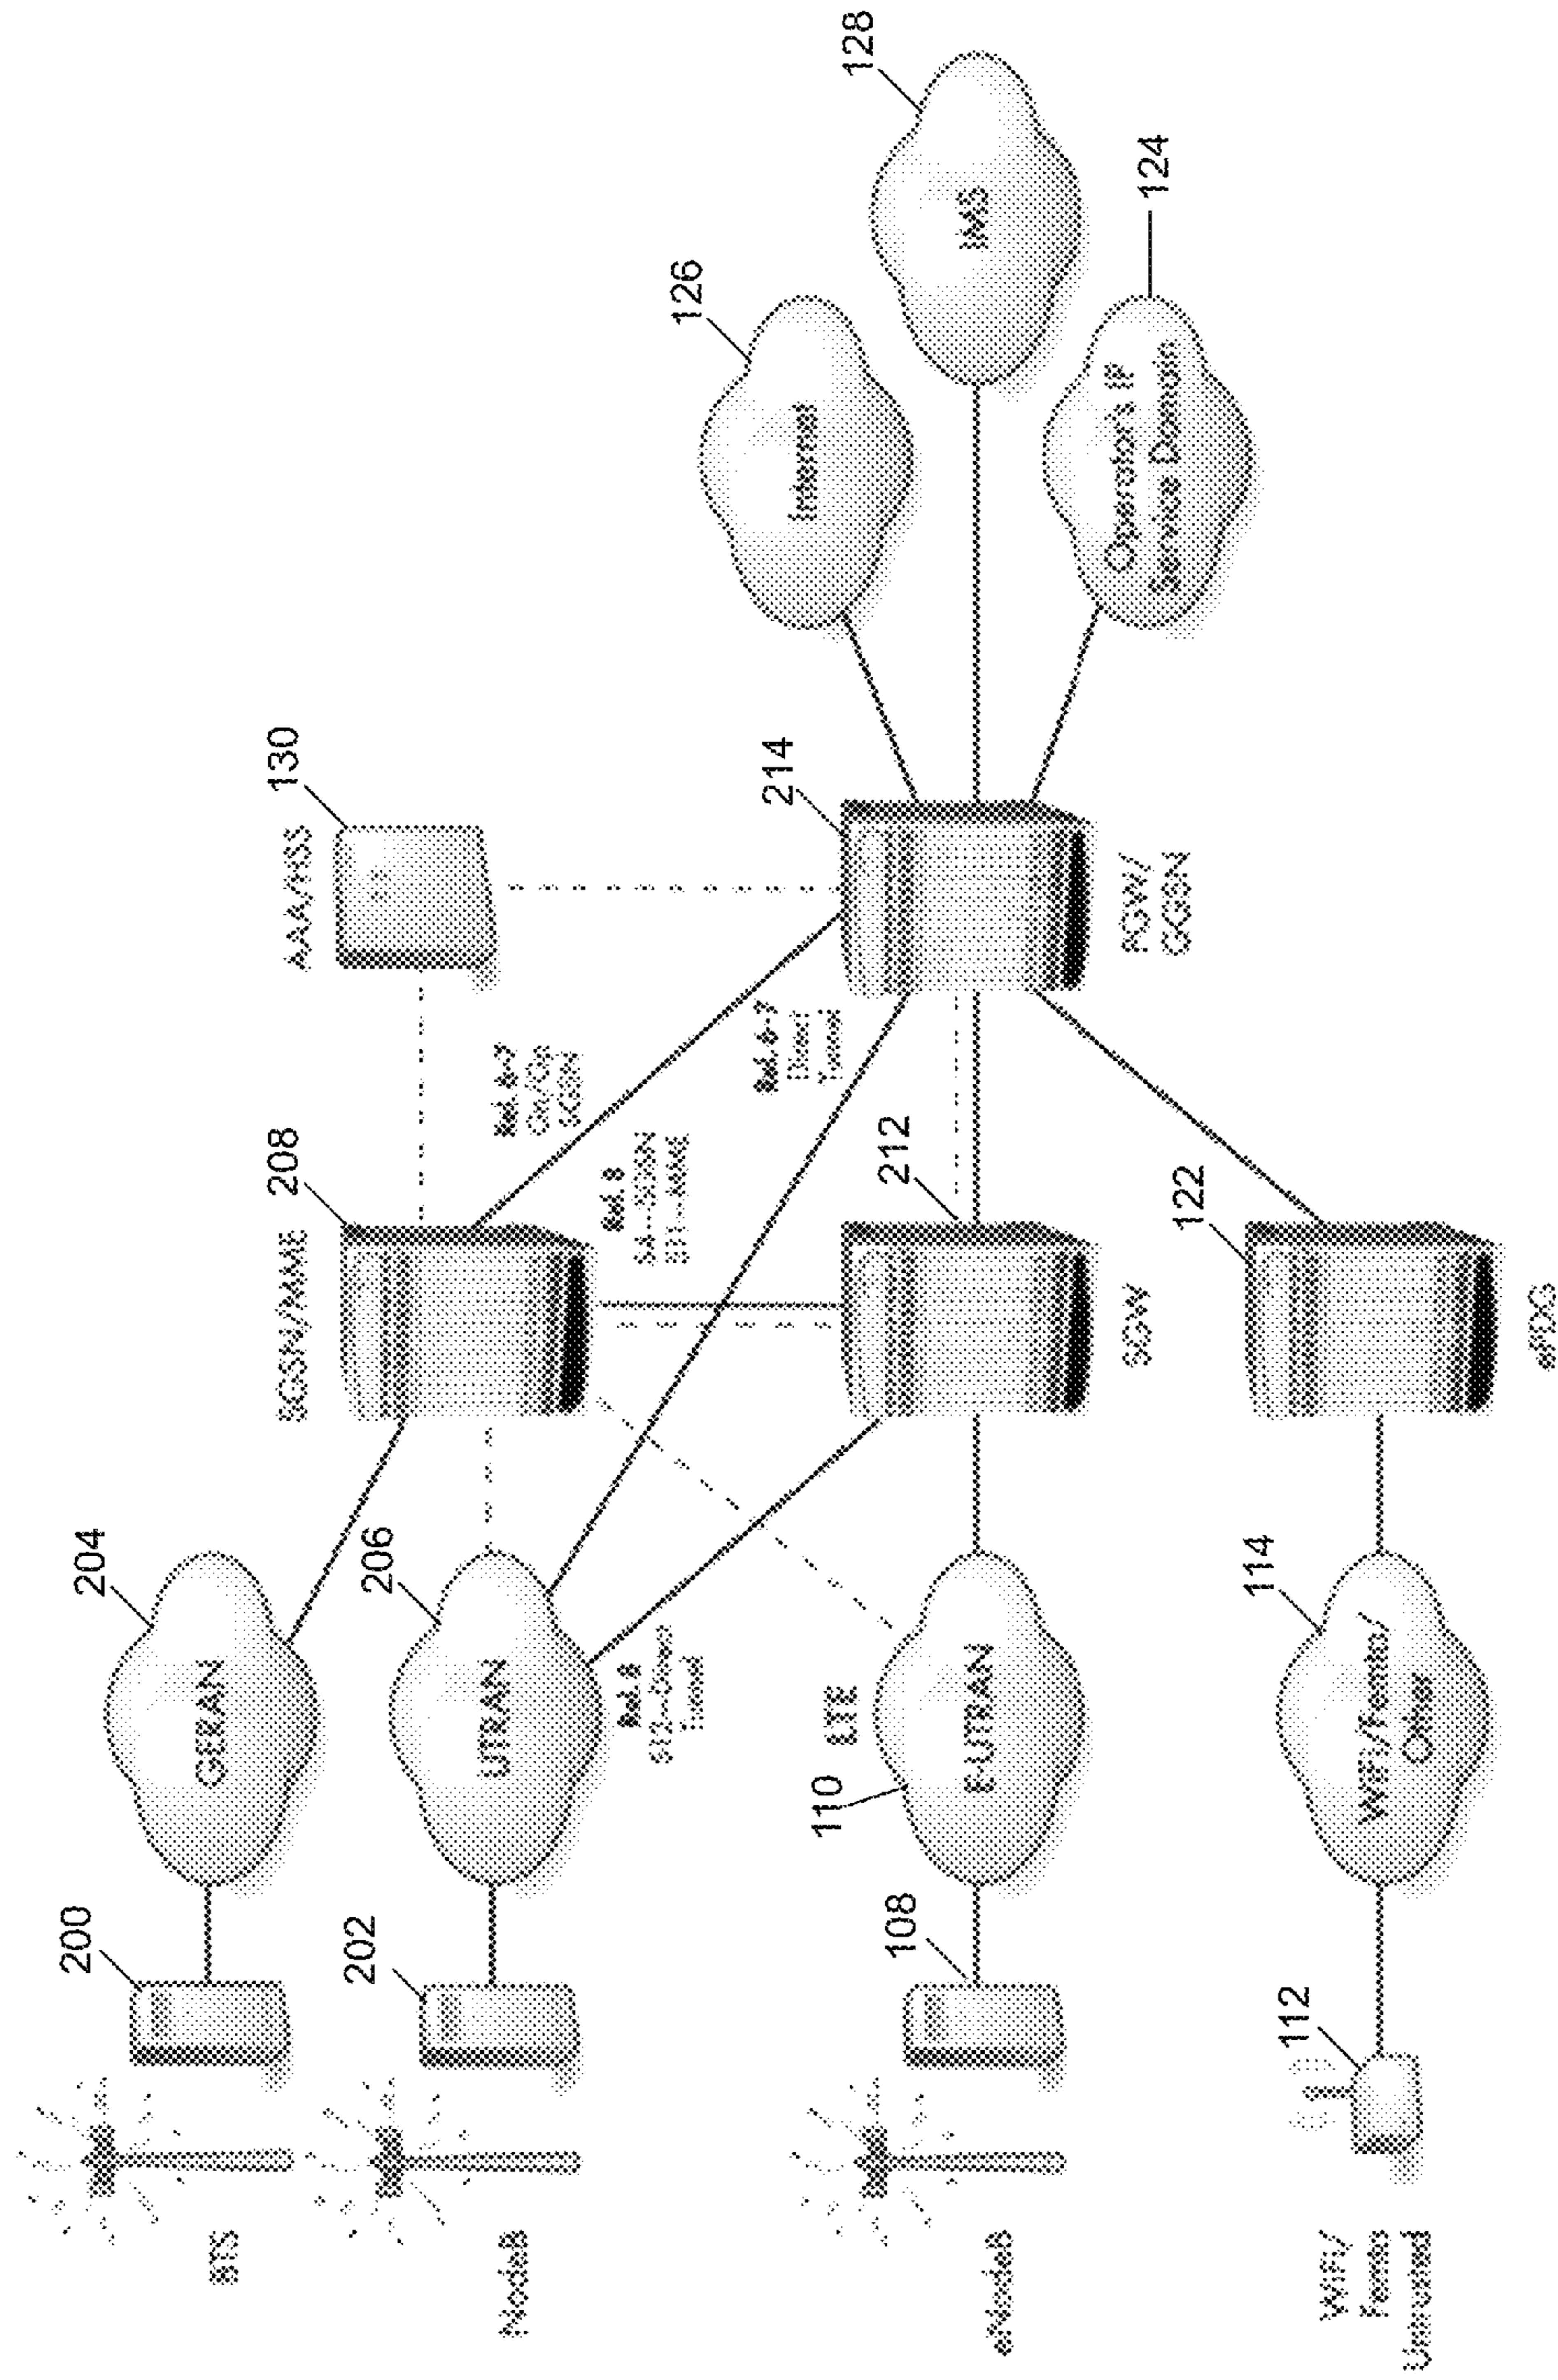 BTS
200
GERAN
204
NodeB
202
UTRAN
206
SGSN/MME
208
AAA/HSS
130
Rel. 6-7
Gn/Gp
SGSN
Rel. 8
S4—SGSN
S11—MME
Rel. 6-7
Direct
Tunnel
Rel. 8
S12—Direct
Tunnel
eNodeB
108
LTE
110
E-UTRAN
SGW
212
PGW/
GGSN
214
Internet
126
IMS
128
Operator's IP
Service Domain
124
WiFi/
Femto
Untrusted
112
WiFi/Femto/
Other
114
ePDG
122